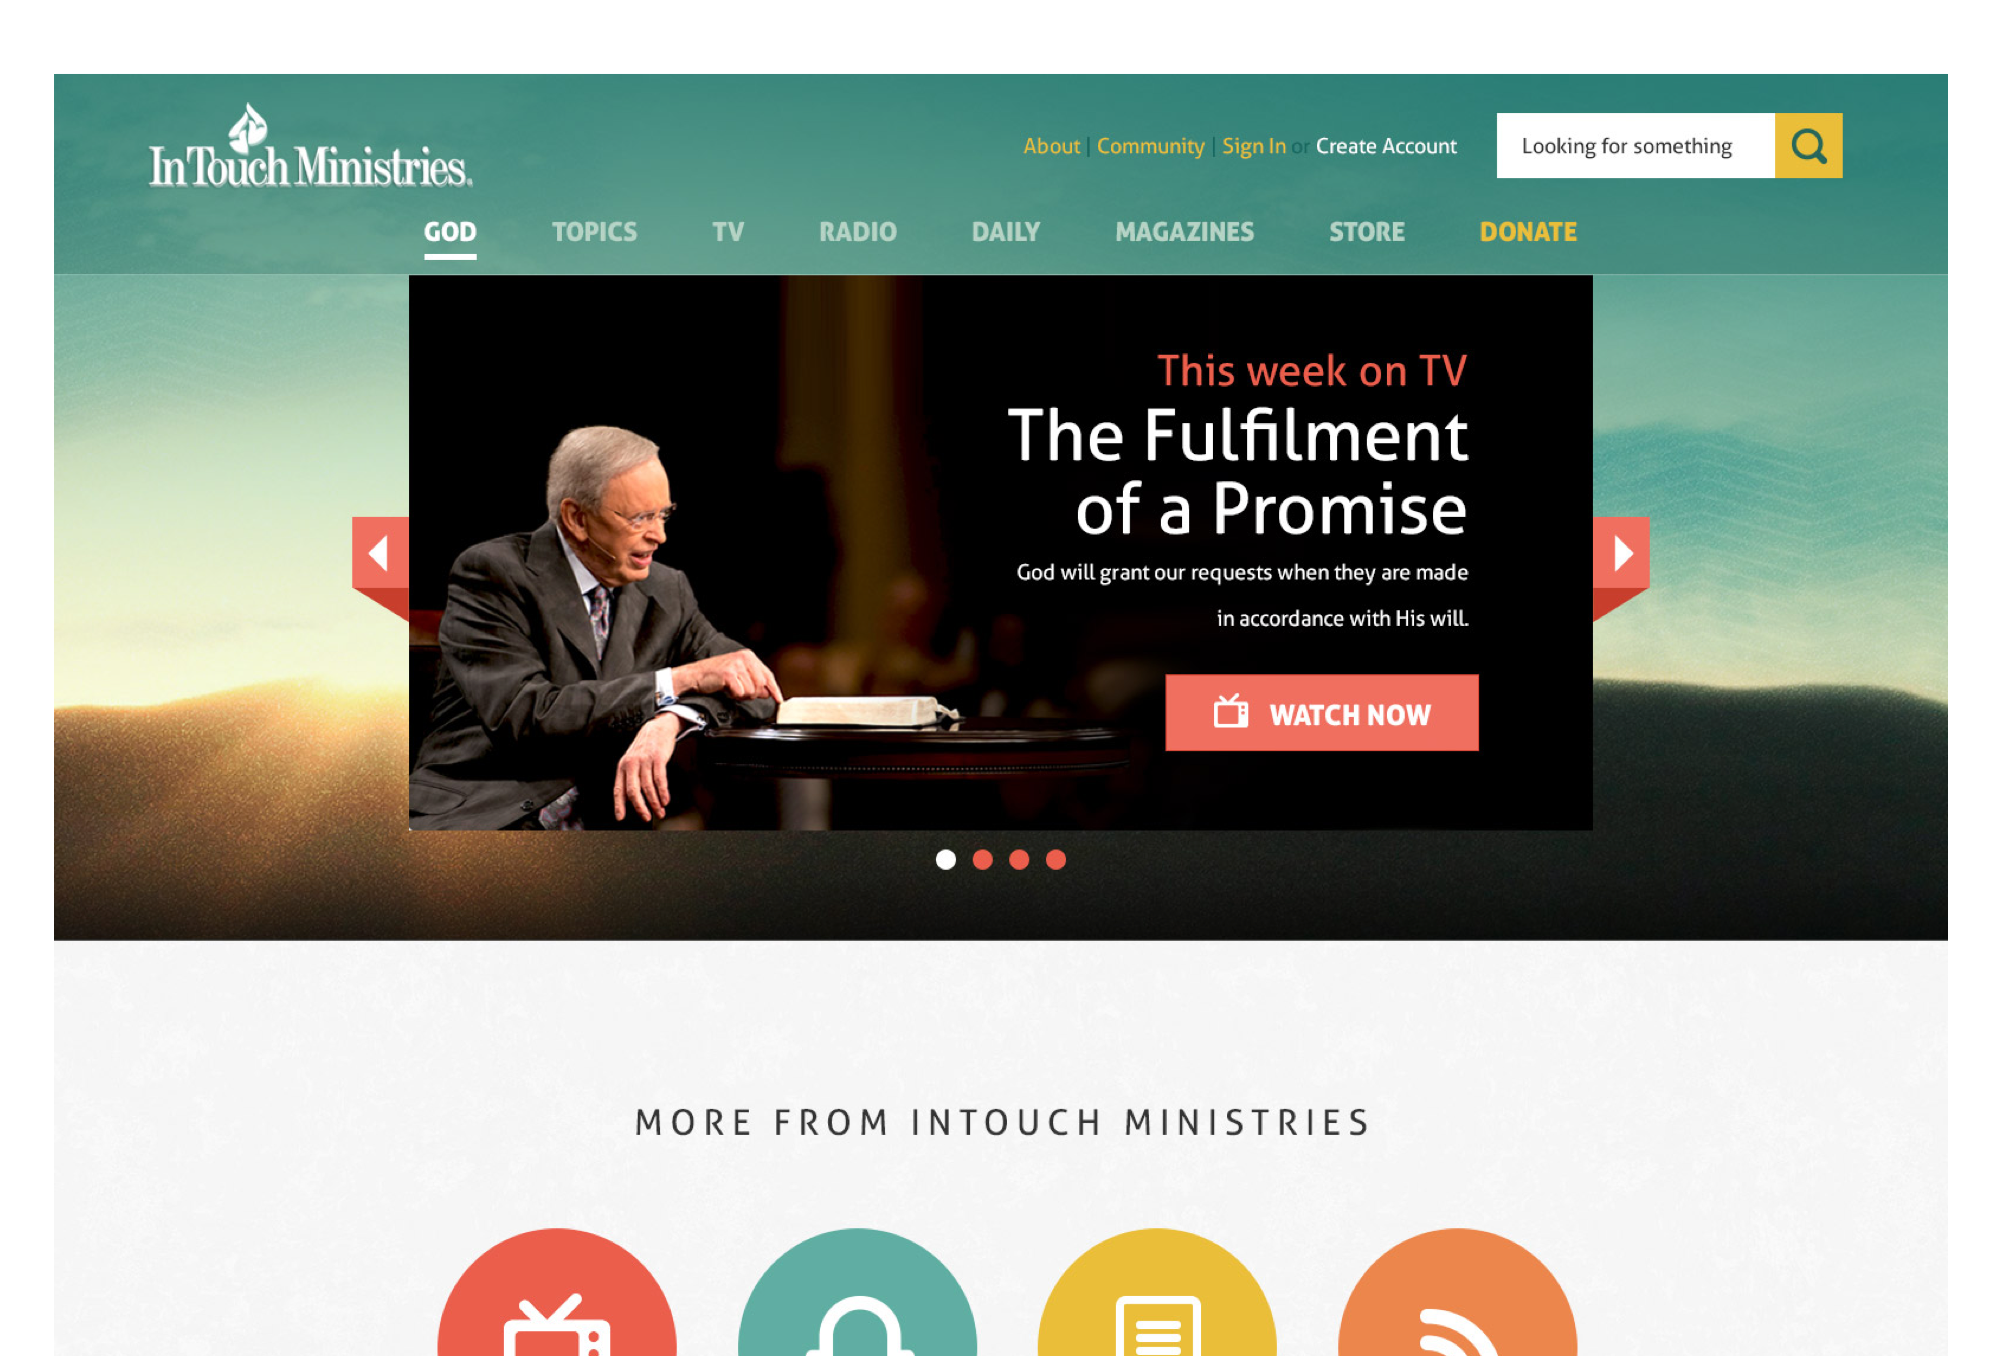 InTouch Ministries.
About | Community | Sign In or Create Account
Looking for something
GOD TOPICS TV RADIO DAILY MAGAZINES STORE DONATE
This week on TV
The Fulfilment
of a Promise
God will grant our requests when they are made
in accordance with His will.
WATCH NOW
MORE FROM INTOUCH MINISTRIES